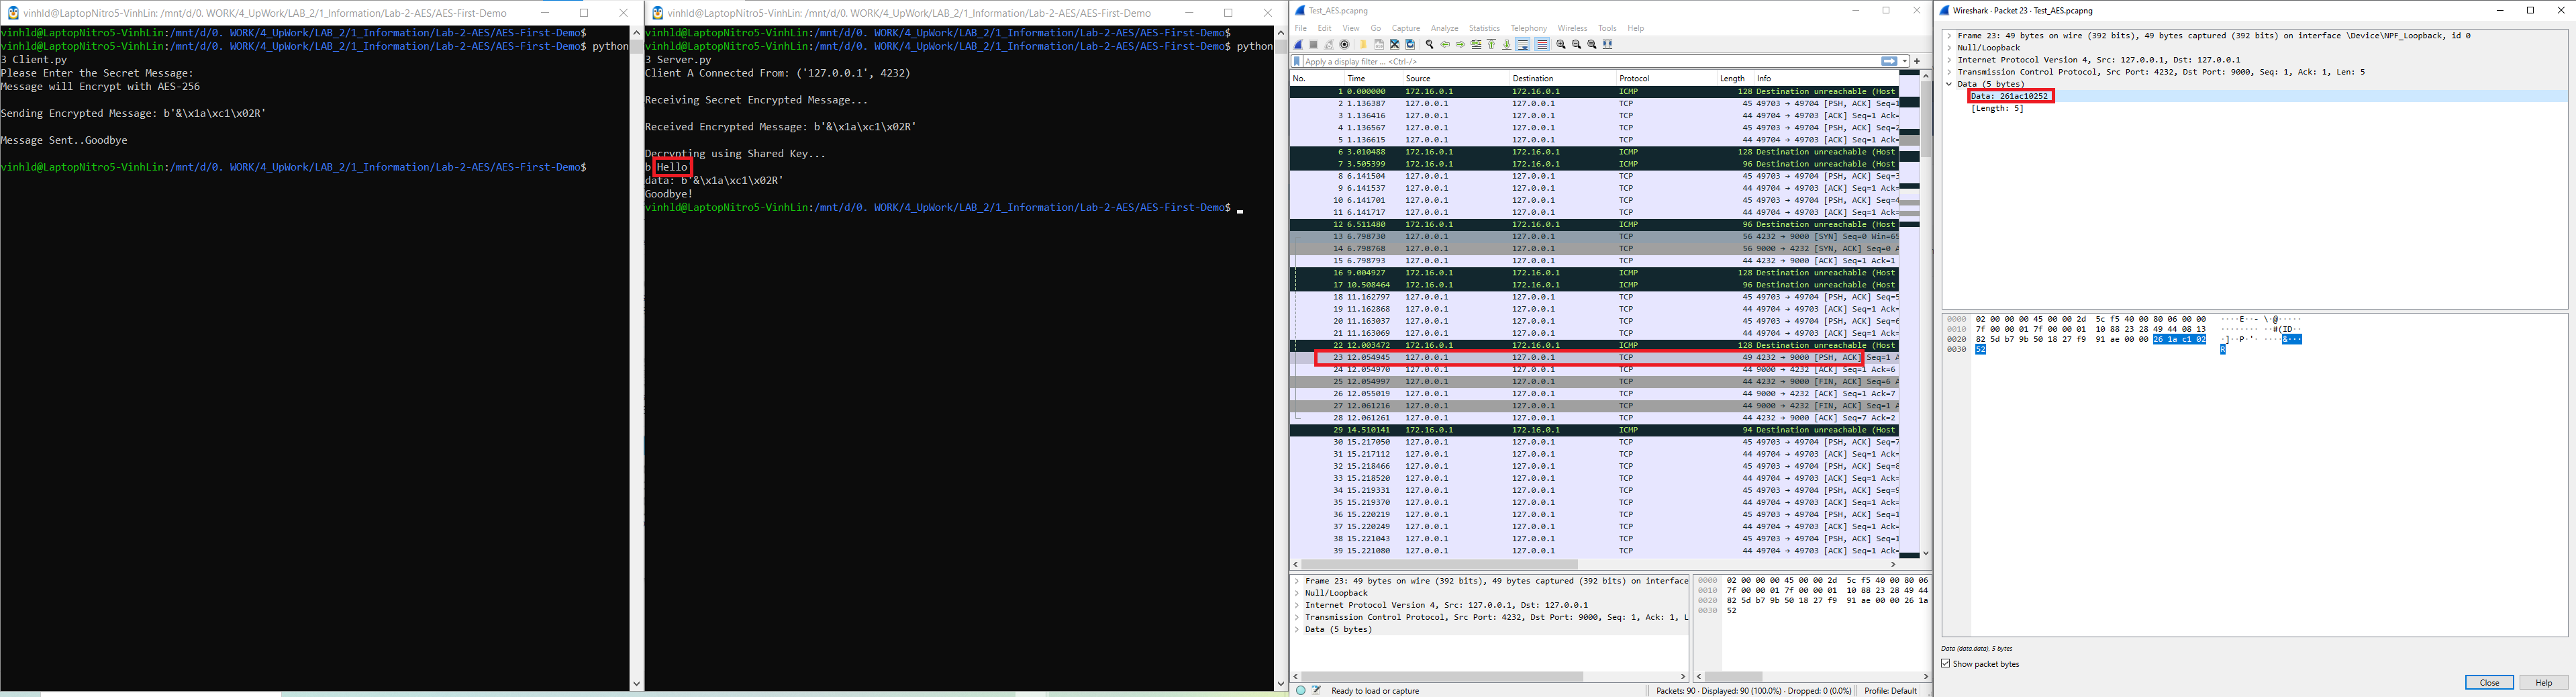 vinhld@LaptopNitro5-VinhLin: /mnt/d/0. WORK/4_UpWork/LAB_2/1_Information/Lab-2-AES/AES-First-Demo
vinhld@LaptopNitro5-VinhLin:/mnt/d/0. WORK/4_UpWork/LAB_2/1_Information/Lab-2-AES/AES-First-Demo$
vinhld@LaptopNitro5-VinhLin:/mnt/d/0. WORK/4_UpWork/LAB_2/1_Information/Lab-2-AES/AES-First-Demo$ python
3 Client.py
Please Enter the Secret Message:
Message will Encrypt with AES-256
Sending Encrypted Message: b'&\x1a\xc1\x02R'
Message Sent..Goodbye
vinhld@LaptopNitro5-VinhLin:/mnt/d/0. WORK/4_UpWork/LAB_2/1_Information/Lab-2-AES/AES-First-Demo$
vinhld@LaptopNitro5-VinhLin: /mnt/d/0. WORK/4_UpWork/LAB_2/1_Information/Lab-2-AES/AES-First-Demo
vinhld@LaptopNitro5-VinhLin:/mnt/d/0. WORK/4_UpWork/LAB_2/1_Information/Lab-2-AES/AES-First-Demo$
vinhld@LaptopNitro5-VinhLin:/mnt/d/0. WORK/4_UpWork/LAB_2/1_Information/Lab-2-AES/AES-First-Demo$ python
3 Server.py
Client A Connected From: ('127.0.0.1', 4232)
Receiving Secret Encrypted Message...
Received Encrypted Message: b'&\x1a\xc1\x02R'
Decrypting using Shared Key...
b Hello
data: b'&\x1a\xc1\x02R'
Goodbye!
vinhld@LaptopNitro5-VinhLin:/mnt/d/0. WORK/4_UpWork/LAB_2/1_Information/Lab-2-AES/AES-First-Demo$
Test_AES.pcapng
File Edit View Go Capture Analyze Statistics Telephony Wireless Tools Help
Apply a display filter ... <Ctrl-/>
No. Time Source Destination Protocol Length Info
1 0.000000 172.16.0.1 172.16.0.1 ICMP 128 Destination unreachable (Host
2 1.136387 127.0.0.1 127.0.0.1 TCP 45 49703 → 49704 [PSH, ACK] Seq=1
3 1.136416 127.0.0.1 127.0.0.1 TCP 44 49704 → 49703 [ACK] Seq=1 Ack=
4 1.136567 127.0.0.1 127.0.0.1 TCP 45 49703 → 49704 [PSH, ACK] Seq=2
5 1.136615 127.0.0.1 127.0.0.1 TCP 44 49704 → 49703 [ACK] Seq=1 Ack=
6 3.010488 172.16.0.1 172.16.0.1 ICMP 128 Destination unreachable (Host
7 3.505399 172.16.0.1 172.16.0.1 ICMP 96 Destination unreachable (Host
8 6.141504 127.0.0.1 127.0.0.1 TCP 45 49703 → 49704 [PSH, ACK] Seq=3
9 6.141537 127.0.0.1 127.0.0.1 TCP 44 49704 → 49703 [ACK] Seq=1 Ack=
10 6.141701 127.0.0.1 127.0.0.1 TCP 45 49703 → 49704 [PSH, ACK] Seq=4
11 6.141717 127.0.0.1 127.0.0.1 TCP 44 49704 → 49703 [ACK] Seq=1 Ack=
12 6.511480 172.16.0.1 172.16.0.1 ICMP 96 Destination unreachable (Host
13 6.798730 127.0.0.1 127.0.0.1 TCP 56 4232 → 9000 [SYN] Seq=0 Win=65
14 6.798768 127.0.0.1 127.0.0.1 TCP 56 9000 → 4232 [SYN, ACK] Seq=0 A
15 6.798793 127.0.0.1 127.0.0.1 TCP 44 4232 → 9000 [ACK] Seq=1 Ack=1
16 9.004927 172.16.0.1 172.16.0.1 ICMP 128 Destination unreachable (Host
17 10.508464 172.16.0.1 172.16.0.1 ICMP 96 Destination unreachable (Host
18 11.162797 127.0.0.1 127.0.0.1 TCP 45 49703 → 49704 [PSH, ACK] Seq=5
19 11.162868 127.0.0.1 127.0.0.1 TCP 44 49704 → 49703 [ACK] Seq=1 Ack=
20 11.163037 127.0.0.1 127.0.0.1 TCP 45 49703 → 49704 [PSH, ACK] Seq=6
21 11.163069 127.0.0.1 127.0.0.1 TCP 44 49704 → 49703 [ACK] Seq=1 Ack=
22 12.003472 172.16.0.1 172.16.0.1 ICMP 128 Destination unreachable (Host
23 12.054945 127.0.0.1 127.0.0.1 TCP 49 4232 → 9000 [PSH, ACK] Seq=1 A
24 12.054970 127.0.0.1 127.0.0.1 TCP 44 9000 → 4232 [ACK] Seq=1 Ack=6
25 12.054997 127.0.0.1 127.0.0.1 TCP 44 4232 → 9000 [FIN, ACK] Seq=6 A
26 12.055019 127.0.0.1 127.0.0.1 TCP 44 9000 → 4232 [ACK] Seq=1 Ack=7
27 12.061216 127.0.0.1 127.0.0.1 TCP 44 9000 → 4232 [FIN, ACK] Seq=1 A
28 12.061261 127.0.0.1 127.0.0.1 TCP 44 4232 → 9000 [ACK] Seq=7 Ack=2
29 14.510141 172.16.0.1 172.16.0.1 ICMP 94 Destination unreachable (Host
30 15.217050 127.0.0.1 127.0.0.1 TCP 45 49703 → 49704 [PSH, ACK] Seq=7
31 15.217112 127.0.0.1 127.0.0.1 TCP 44 49704 → 49703 [ACK] Seq=1 Ack=
32 15.218466 127.0.0.1 127.0.0.1 TCP 45 49703 → 49704 [PSH, ACK] Seq=8
33 15.218520 127.0.0.1 127.0.0.1 TCP 44 49704 → 49703 [ACK] Seq=1 Ack=
34 15.219331 127.0.0.1 127.0.0.1 TCP 45 49703 → 49704 [PSH, ACK] Seq=9
35 15.219370 127.0.0.1 127.0.0.1 TCP 44 49704 → 49703 [ACK] Seq=1 Ack=
36 15.220219 127.0.0.1 127.0.0.1 TCP 45 49703 → 49704 [PSH, ACK] Seq=1
37 15.220249 127.0.0.1 127.0.0.1 TCP 44 49704 → 49703 [ACK] Seq=1 Ack=
38 15.221043 127.0.0.1 127.0.0.1 TCP 45 49703 → 49704 [PSH, ACK] Seq=1
39 15.221080 127.0.0.1 127.0.0.1 TCP 44 49704 → 49703 [ACK] Seq=1 Ack=
Frame 23: 49 bytes on wire (392 bits), 49 bytes captured (392 bits) on interface
Null/Loopback
Internet Protocol Version 4, Src: 127.0.0.1, Dst: 127.0.0.1
Transmission Control Protocol, Src Port: 4232, Dst Port: 9000, Seq: 1, Ack: 1, L
Data (5 bytes)
0000 02 00 00 00 45 00 00 2d 5c f5 40 00 80 06
0010 7f 00 00 01 7f 00 00 01 10 88 23 28 49 44
0020 82 5d b7 9b 50 18 27 f9 91 ae 00 00 26 1a
0030 52
Ready to load or capture
Packets: 90 · Displayed: 90 (100.0%) · Dropped: 0 (0.0%)
Profile: Default
Wireshark · Packet 23 · Test_AES.pcapng
Frame 23: 49 bytes on wire (392 bits), 49 bytes captured (392 bits) on interface \Device\NPF_Loopback, id 0
Null/Loopback
Internet Protocol Version 4, Src: 127.0.0.1, Dst: 127.0.0.1
Transmission Control Protocol, Src Port: 4232, Dst Port: 9000, Seq: 1, Ack: 1, Len: 5
Data (5 bytes)
Data: 261ac10252
[Length: 5]
0000 02 00 00 00 45 00 00 2d 5c f5 40 00 80 06 00 00 ····E··- \·@·····
0010 7f 00 00 01 7f 00 00 01 10 88 23 28 49 44 08 13 ········ ··#(ID··
0020 82 5d b7 9b 50 18 27 f9 91 ae 00 00 26 1a c1 02 ·]··P·'· ····&···
0030 52 R
Data (data.data), 5 bytes
Show packet bytes
Close
Help